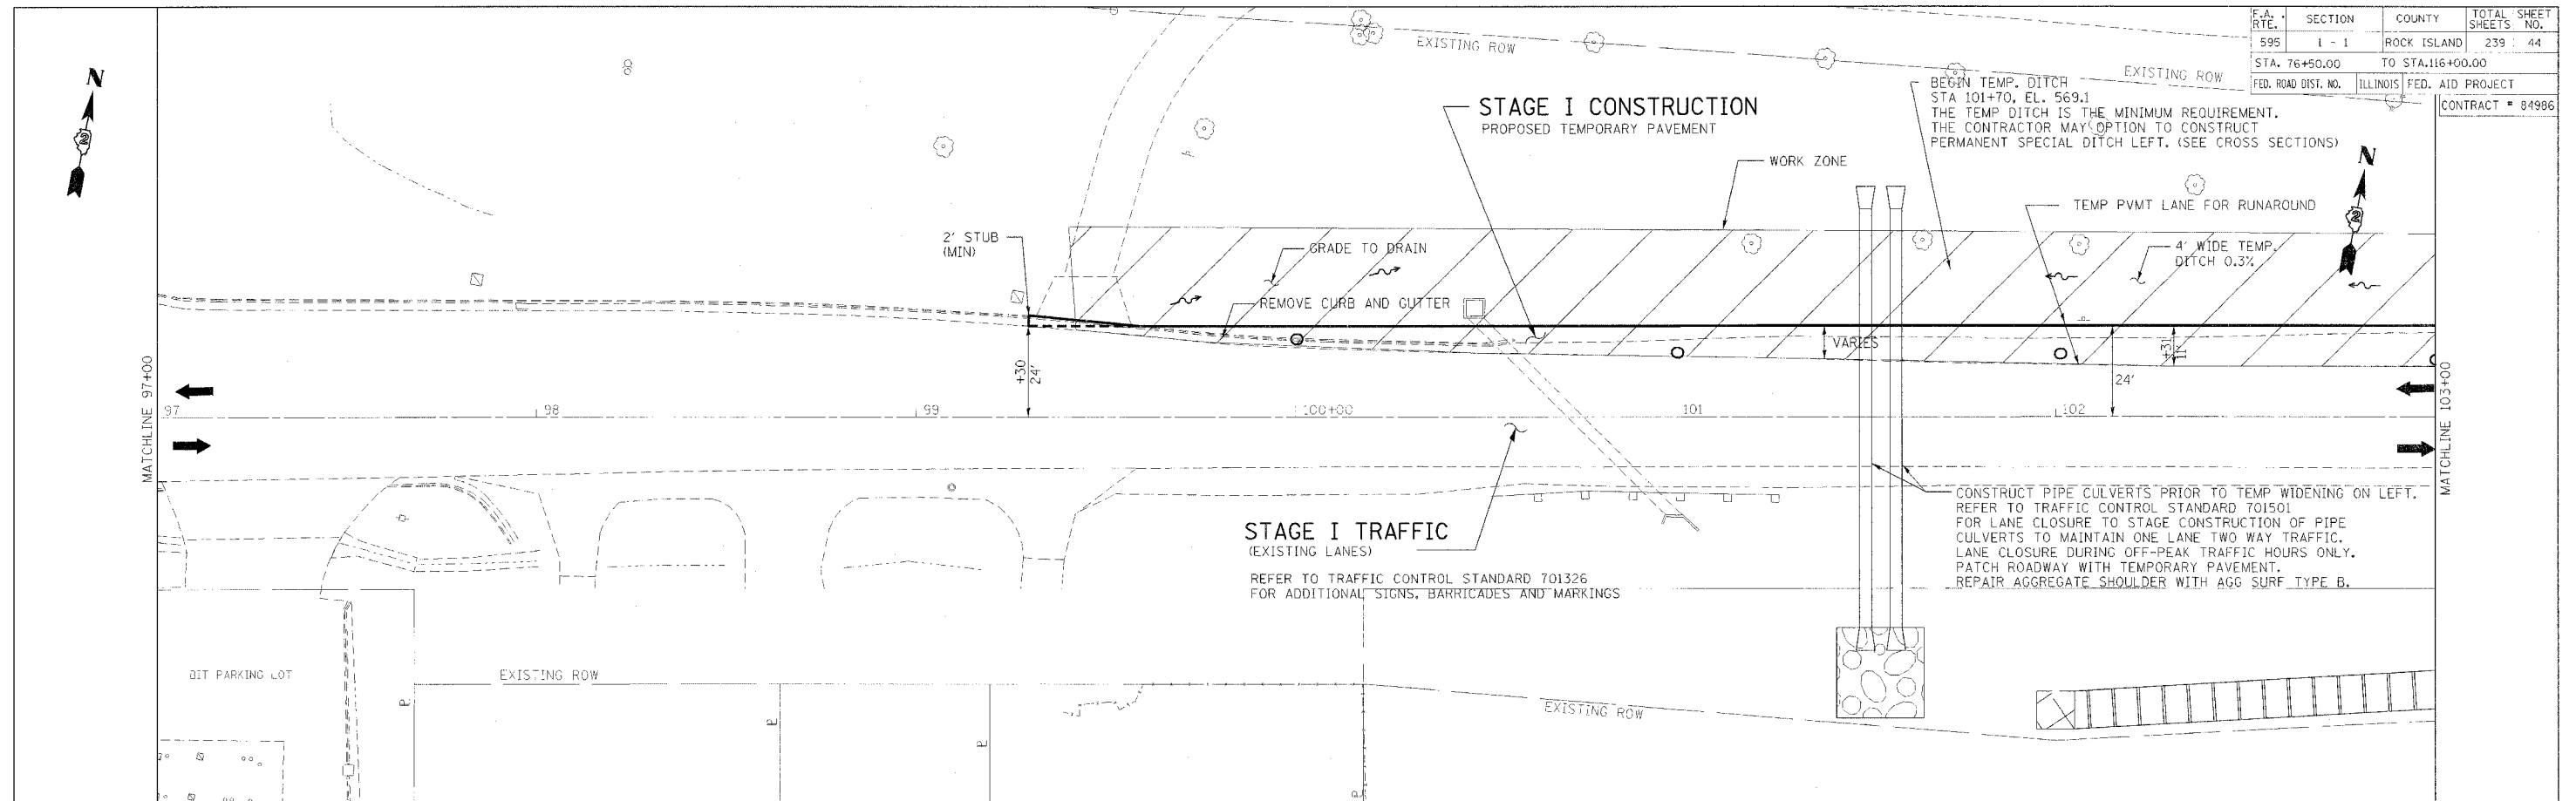 F.A. RTE. SECTION COUNTY TOTAL SHEETS SHEET NO.
595 1 - 1 ROCK ISLAND 239 44
STA. 76+50.00 TO STA.116+00.00
FED. ROAD DIST. NO. ILLINOIS FED. AID PROJECT
CONTRACT # 84986
N
2
EXISTING ROW
EXISTING ROW
STAGE I CONSTRUCTION
PROPOSED TEMPORARY PAVEMENT
BEGIN TEMP. DITCH
STA 101+70, EL. 569.1
THE TEMP DITCH IS THE MINIMUM REQUIREMENT.
THE CONTRACTOR MAY OPTION TO CONSTRUCT
PERMANENT SPECIAL DITCH LEFT. (SEE CROSS SECTIONS)
WORK ZONE
N
2
TEMP PVMT LANE FOR RUNAROUND
2' STUB
(MIN)
GRADE TO DRAIN
4' WIDE TEMP.
DITCH 0.3%
REMOVE CURB AND GUTTER
VARIES
+31
11'
+30
24'
24'
MATCHLINE 97+00
97
98
99
100+00
101
102
MATCHLINE 103+00
STAGE I TRAFFIC
(EXISTING LANES)
REFER TO TRAFFIC CONTROL STANDARD 701326
FOR ADDITIONAL SIGNS, BARRICADES AND MARKINGS
CONSTRUCT PIPE CULVERTS PRIOR TO TEMP WIDENING ON LEFT.
REFER TO TRAFFIC CONTROL STANDARD 701501
FOR LANE CLOSURE TO STAGE CONSTRUCTION OF PIPE
CULVERTS TO MAINTAIN ONE LANE TWO WAY TRAFFIC.
LANE CLOSURE DURING OFF-PEAK TRAFFIC HOURS ONLY.
PATCH ROADWAY WITH TEMPORARY PAVEMENT.
REPAIR AGGREGATE SHOULDER WITH AGG SURF TYPE B.
BIT PARKING LOT
EXISTING ROW
EXISTING ROW